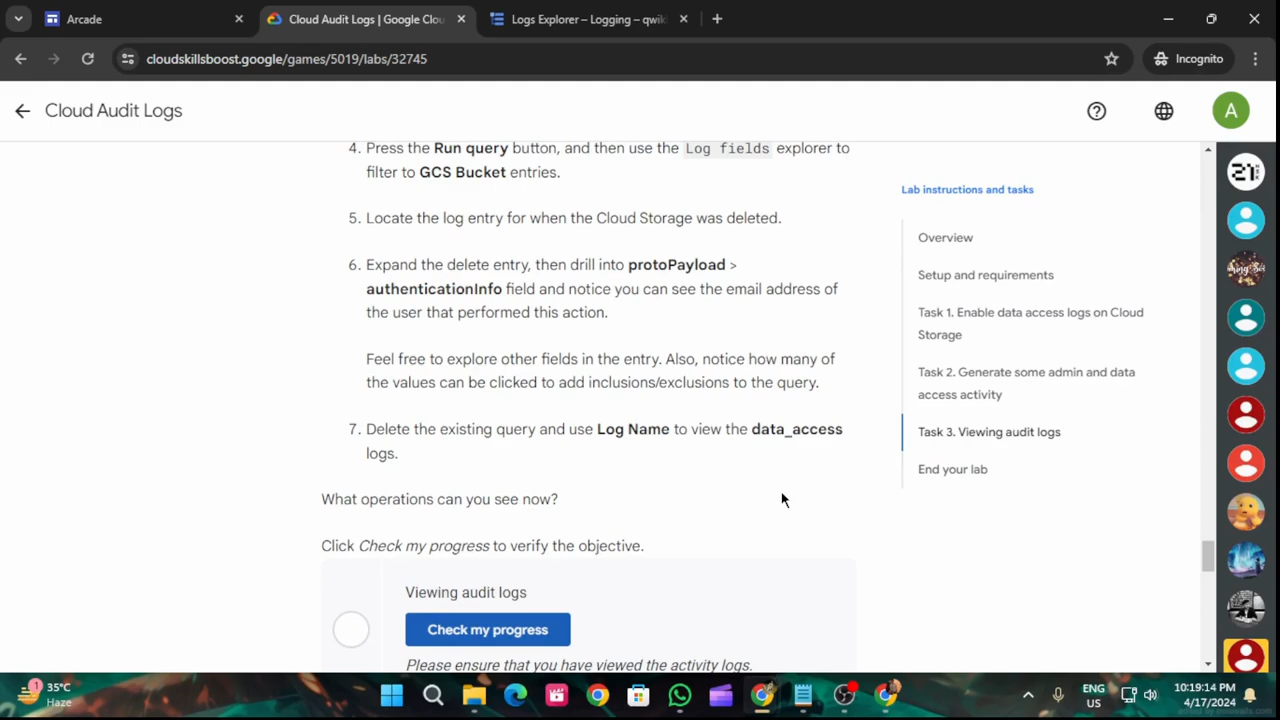 Arcade
Cloud Audit Logs | Google Clou
Logs Explorer – Logging – qwik
cloudskillsboost.google/games/5019/labs/32745
Incognito
Cloud Audit Logs
A
4. Press the Run query button, and then use the Log fields explorer to
filter to GCS Bucket entries.
5. Locate the log entry for when the Cloud Storage was deleted.
6. Expand the delete entry, then drill into protoPayload >
authenticationInfo field and notice you can see the email address of
the user that performed this action.
Feel free to explore other fields in the entry. Also, notice how many of
the values can be clicked to add inclusions/exclusions to the query.
7. Delete the existing query and use Log Name to view the data_access
logs.
What operations can you see now?
Click Check my progress to verify the objective.
Viewing audit logs
Check my progress
Please ensure that you have viewed the activity logs.
Lab instructions and tasks
Overview
Setup and requirements
Task 1. Enable data access logs on Cloud
Storage
Task 2. Generate some admin and data
access activity
Task 3. Viewing audit logs
End your lab
21
1
35°C
Haze
ENG
US
10:19:14 PM
4/17/2024